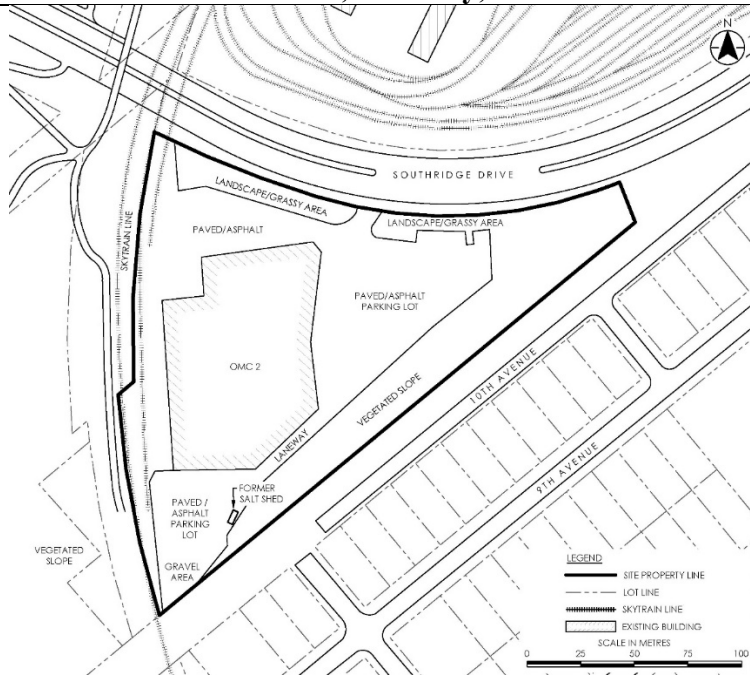 N
SOUTHRIDGE DRIVE
LANDSCAPE/GRASSY AREA
LANDSCAPE/GRASSY AREA
SKYTRAIN LINE
PAVED/ASPHALT
PAVED/ASPHALT
PARKING LOT
OMC 2
10TH AVENUE
VEGETATED SLOPE
9TH AVENUE
LANEWAY
FORMER
SALT SHED
PAVED /
ASPHALT
PARKING
LOT
GRAVEL
AREA
VEGETATED
SLOPE
LEGEND
SITE PROPERTY LINE
LOT LINE
SKYTRAIN LINE
EXISTING BUILDING
SCALE IN METRES
0 25 50 75 100